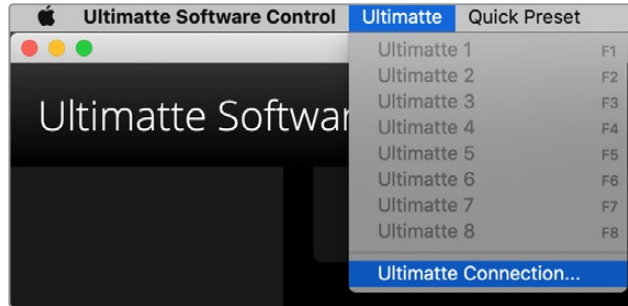 Ultimatte Software Control Ultimatte Quick Preset
Ultimatte Softwar
Ultimatte 1 F1
Ultimatte 2 F2
Ultimatte 3 F3
Ultimatte 4 F4
Ultimatte 5 F5
Ultimatte 6 F6
Ultimatte 7 F7
Ultimatte 8 F8
Ultimatte Connection...